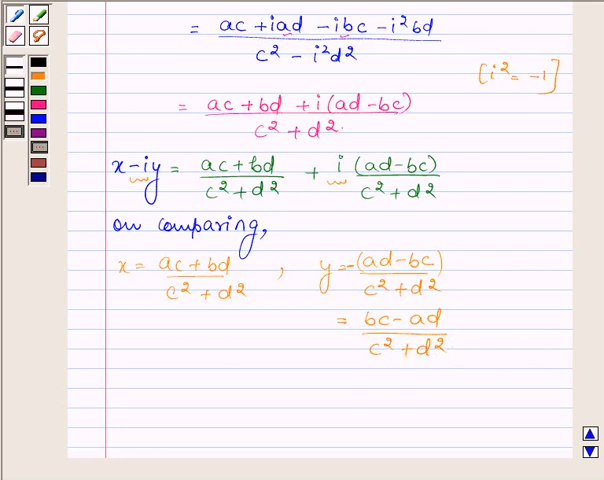 = ac + iad - ibc - i²bd / c² - i²d²
[i² = -1]
= ac + bd + i(ad - bc) / c² + d².
x - iy = ac + bd / c² + d² + i (ad - bc) / c² + d²
on comparing,
x = ac + bd / c² + d² , y = -(ad - bc) / c² + d²
= bc - ad / c² + d².